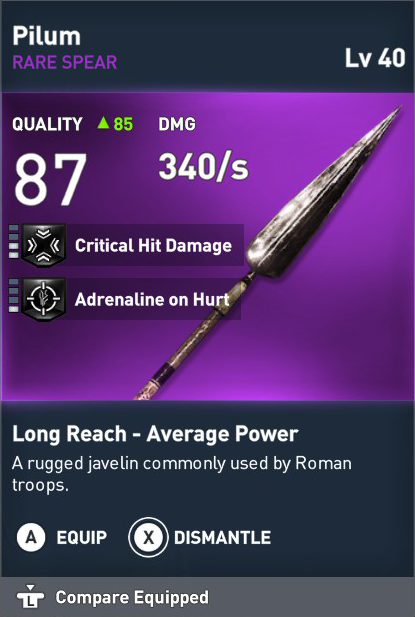 Pilum
RARE SPEAR
Lv 40
QUALITY ▲ 85 DMG
87 340/s
Critical Hit Damage
Adrenaline on Hurt
Long Reach - Average Power
A rugged javelin commonly used by Roman
troops.
A EQUIP X DISMANTLE
L Compare Equipped